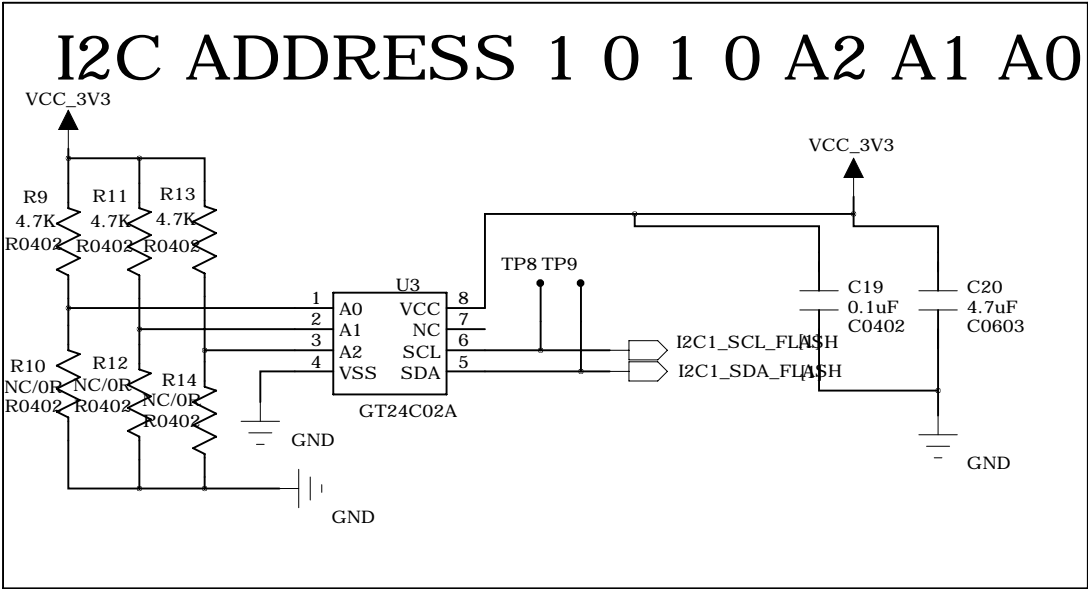 I2C ADDRESS 1 0 1 0 A2 A1 A0
VCC_3V3
VCC_3V3
R9
4.7K
R0402
R11
4.7K
R0402
R13
4.7K
R0402
TP8
TP9
U3
1
2
3
4
A0
A1
A2
VSS
VCC
NC
SCL
SDA
8
7
6
5
GT24C02A
I2C1_SCL_FLASH
I2C1_SDA_FLASH
C19
0.1uF
C0402
C20
4.7uF
C0603
R10
NC/0R
R0402
R12
NC/0R
R0402
R14
NC/0R
R0402
GND
GND
GND